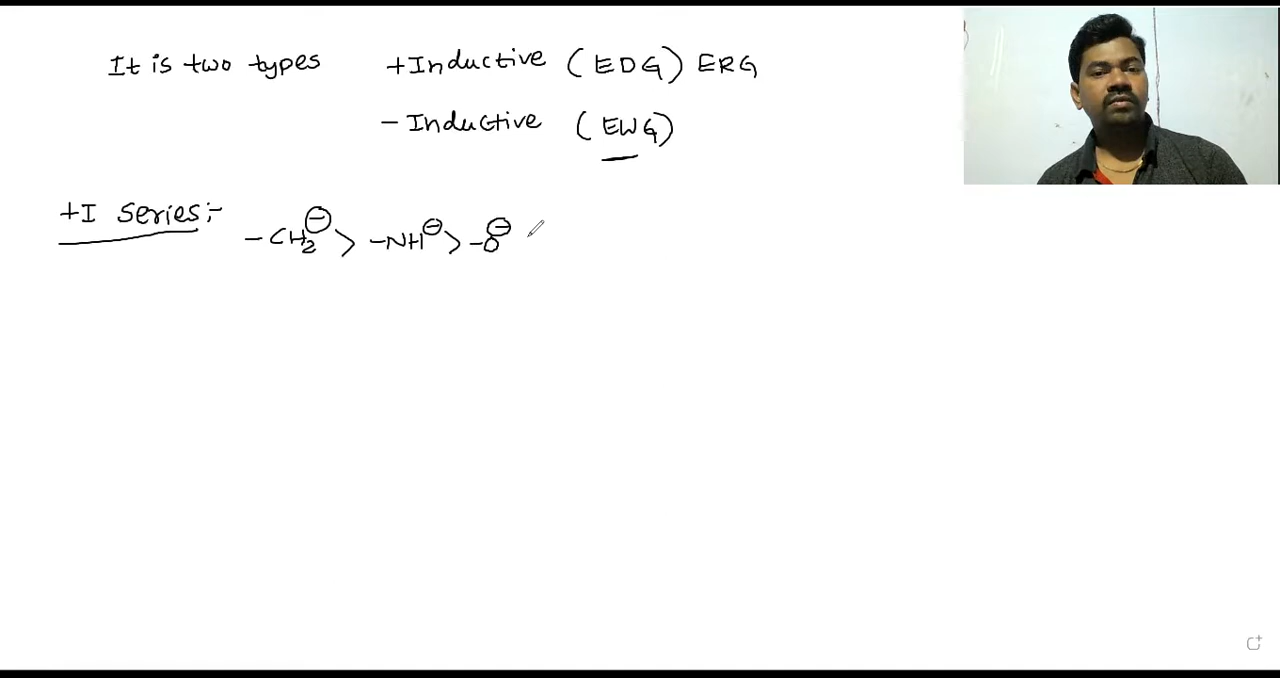 It is two types +Inductive (EDG) ERG
- Inductive (EWG)
+I series:- -CH₂⊖ > -NH⊖ > -O⊖